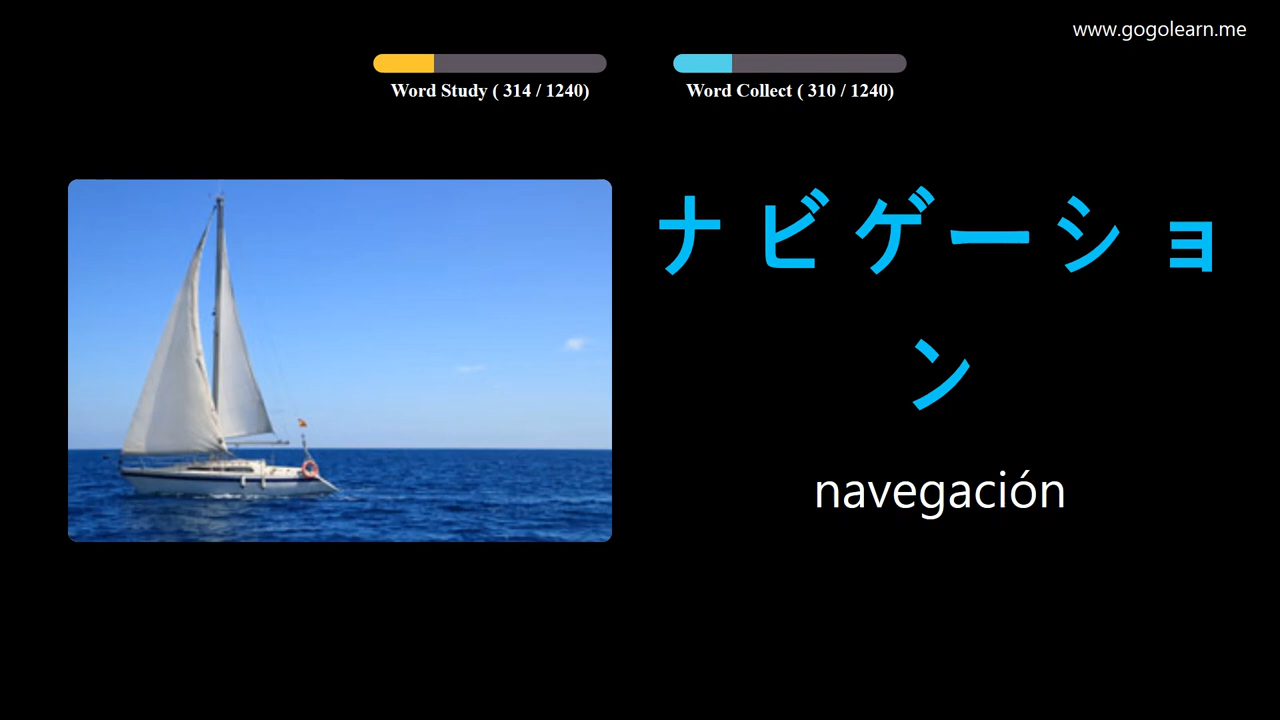 www.gogolearn.me
Word Study ( 314 / 1240)
Word Collect ( 310 / 1240)
ナビゲーショ
ン
navegación